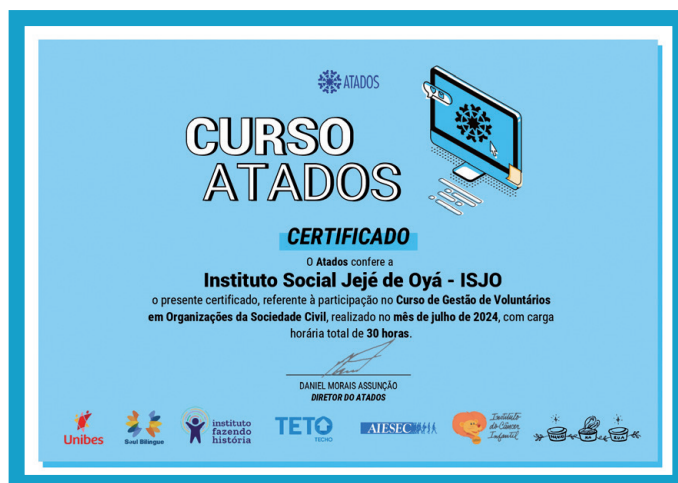 ATADOS
CURSO
ATADOS
CERTIFICADO
O Atados confere a
Instituto Social Jejé de Oyá - ISJO
o presente certificado, referente à participação no Curso de Gestão de Voluntários
em Organizações da Sociedade Civil, realizado no mês de julho de 2024, com carga
horária total de 30 horas.
DANIEL MORAIS ASSUNÇÃO
DIRETOR DO ATADOS
Unibes
Soul Bilíngue
instituto
fazendo
história
TETO
TECHO
AIESEC
Instituto
do Câncer
Infantil
NA
RUA